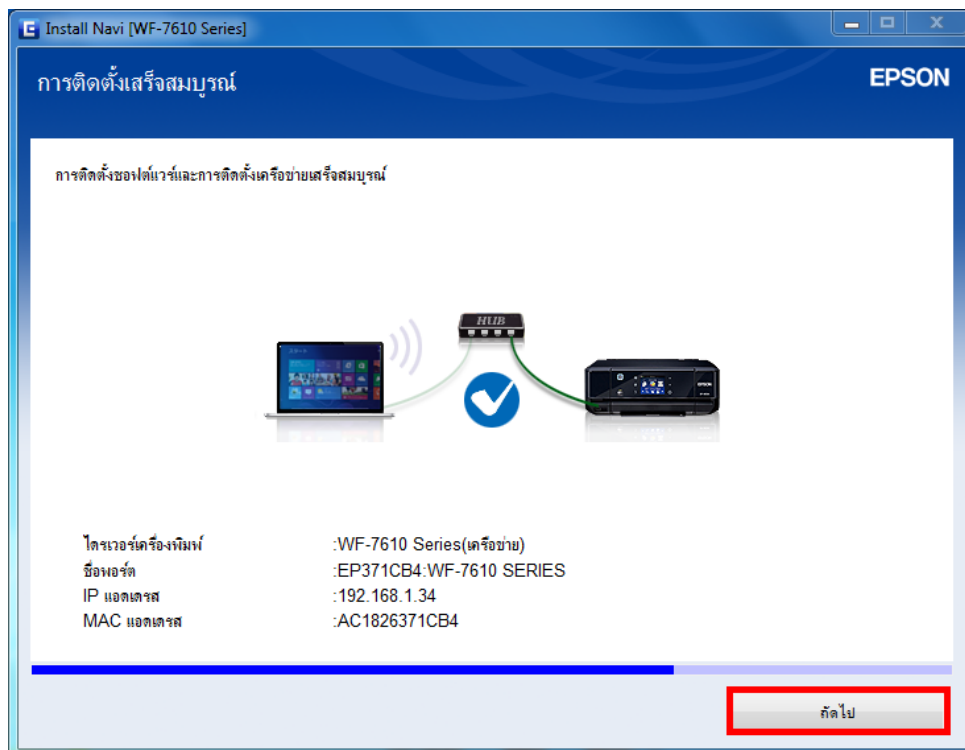 Install Navi [WF-7610 Series]
การติดตั้งเสร็จสมบูรณ์
EPSON
การติดตั้งซอฟต์แวร์และการติดตั้งเครือข่ายเสร็จสมบูรณ์
HUB
EPSON
ไดรเวอร์เครื่องพิมพ์ :WF-7610 Series(เครือข่าย)
ชื่อพอร์ต :EP371CB4:WF-7610 SERIES
IP แอดเดรส :192.168.1.34
MAC แอดเดรส :AC1826371CB4
ถัดไป